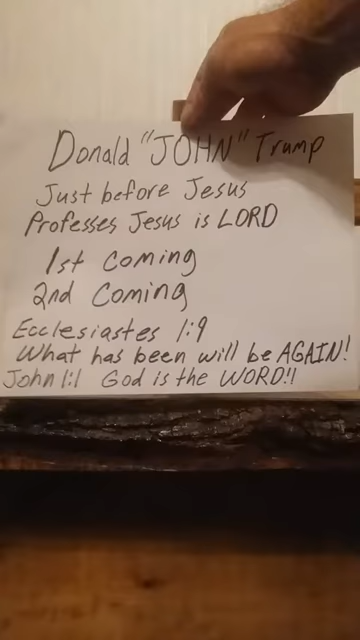 Donald "JOHN" Trump
Just before Jesus
Professes Jesus is LORD
1st Coming
2nd Coming
Ecclesiastes 1:9
What has been will be AGAIN!
John 1:1 God is the WORD!!